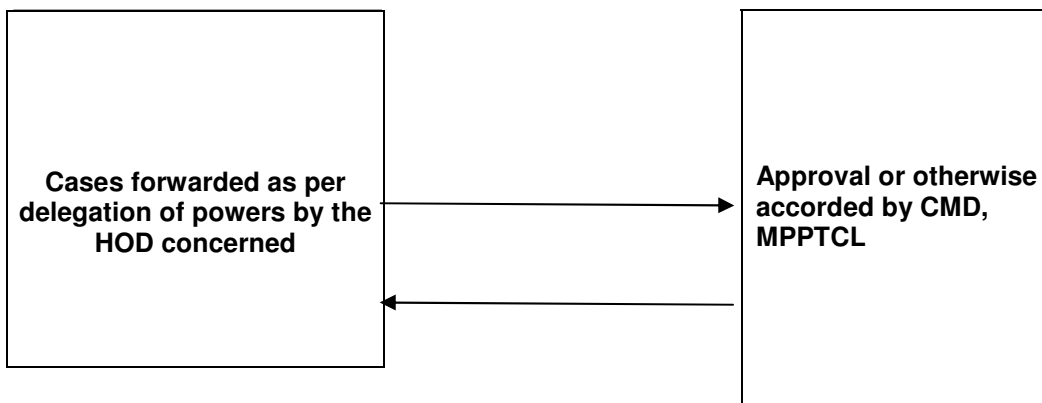 Cases forwarded as per
delegation of powers by the
HOD concerned
Approval or otherwise
accorded by CMD,
MPPTCL